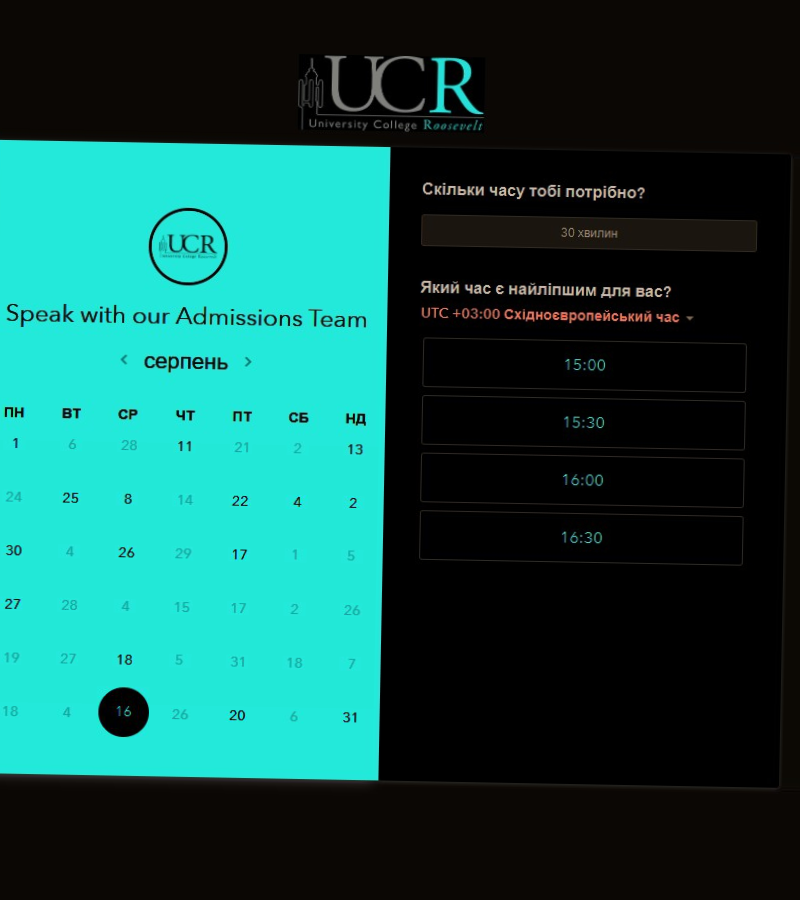 UCR
University College Roosevelt
UCR
University College Roosevelt
Speak with our Admissions Team
серпень
ПН ВТ СР ЧТ ПТ СБ НД
1 6 28 11 21 2 13
24 25 8 14 22 4 2
30 4 26 29 17 1 5
27 28 4 15 17 2 26
19 27 18 5 31 18 7
18 4 16 26 20 6 31
Скільки часу тобі потрібно?
30 хвилин
Який час є найліпшим для вас?
UTC +03:00 Східноєвропейський час
15:00
15:30
16:00
16:30